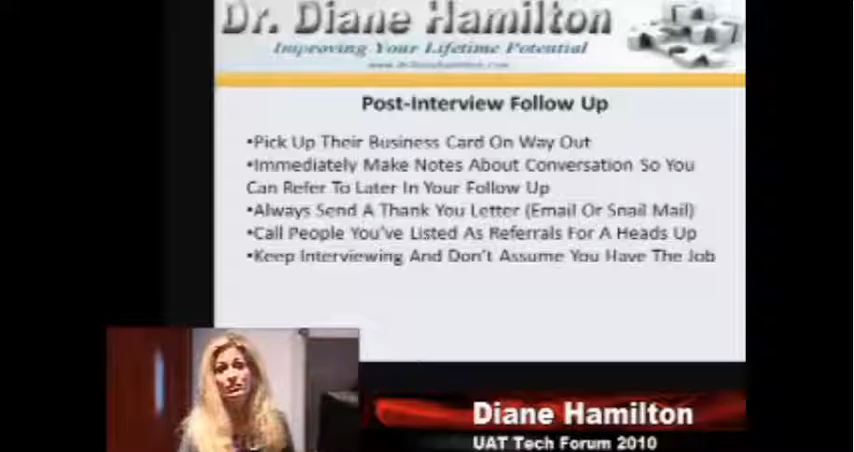 Dr. Diane Hamilton
Improving Your Lifetime Potential
www.drdianehamilton.com
Post-Interview Follow Up
•Pick Up Their Business Card On Way Out
•Immediately Make Notes About Conversation So You
Can Refer To Later In Your Follow Up
•Always Send A Thank You Letter (Email Or Snail Mail)
•Call People You've Listed As Referrals For A Heads Up
•Keep Interviewing And Don't Assume You Have The Job
Diane Hamilton
UAT Tech Forum 2010